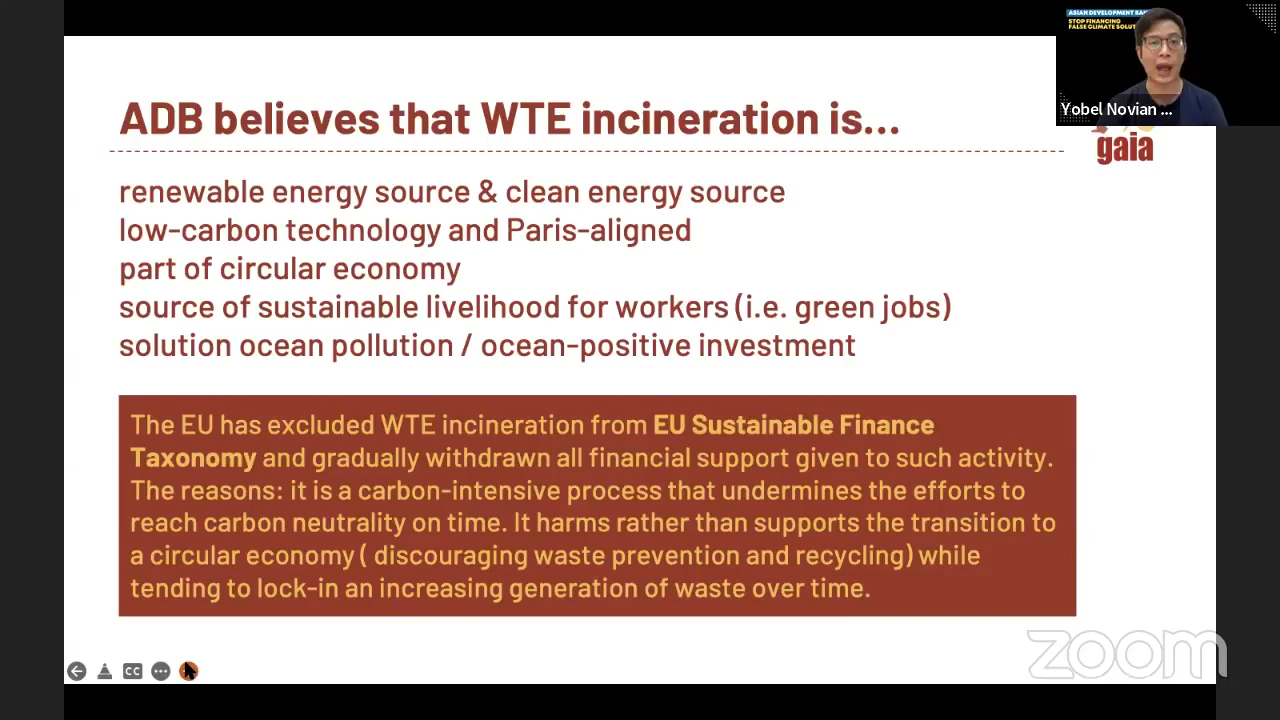 ASIAN DEVELOPMENT BA
STOP FINANCING
FALSE CLIMATE SOLUT
Yobel Novian ...
gaia
ADB believes that WTE incineration is...
renewable energy source & clean energy source
low-carbon technology and Paris-aligned
part of circular economy
source of sustainable livelihood for workers (i.e. green jobs)
solution ocean pollution / ocean-positive investment
The EU has excluded WTE incineration from EU Sustainable Finance
Taxonomy and gradually withdrawn all financial support given to such activity.
The reasons: it is a carbon-intensive process that undermines the efforts to
reach carbon neutrality on time. It harms rather than supports the transition to
a circular economy ( discouraging waste prevention and recycling) while
tending to lock-in an increasing generation of waste over time.
CC
zoom